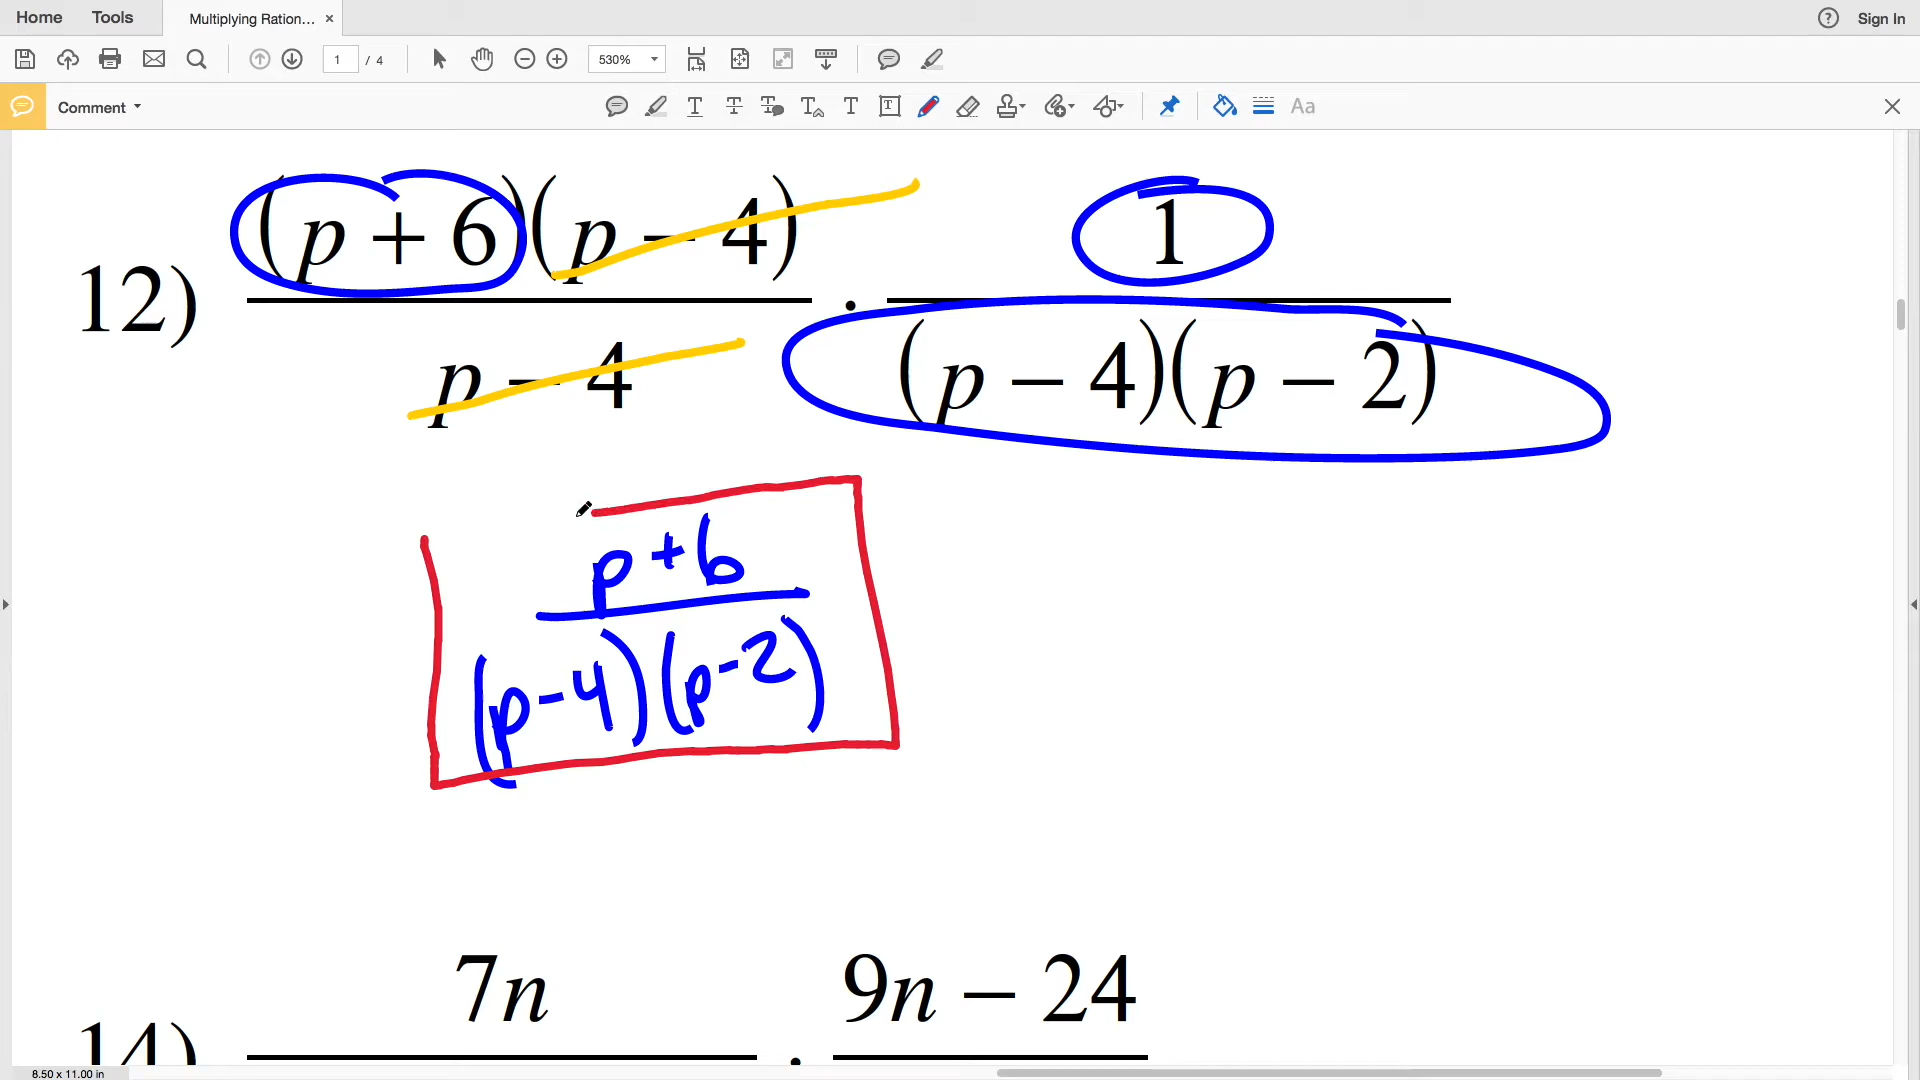 Home Tools Multiplying Ration... × ? Sign In
1 / 4 530%
Comment Aa
12) (p + 6)(p − 4) / p − 4 · 1 / (p − 4)(p − 2)
p + 6
(p − 4)(p − 2)
14) 7n · 9n − 24
8.50 x 11.00 in